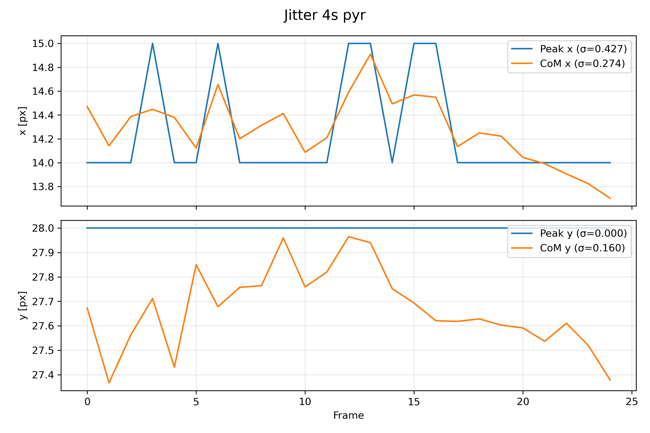 Jitter 4s pyr
15.0
14.8
14.6
14.4
14.2
14.0
13.8
x [px]
Peak x (σ=0.427)
CoM x (σ=0.274)
28.0
27.9
27.8
27.7
27.6
27.5
27.4
y [px]
Peak y (σ=0.000)
CoM y (σ=0.160)
0 5 10 15 20 25
Frame